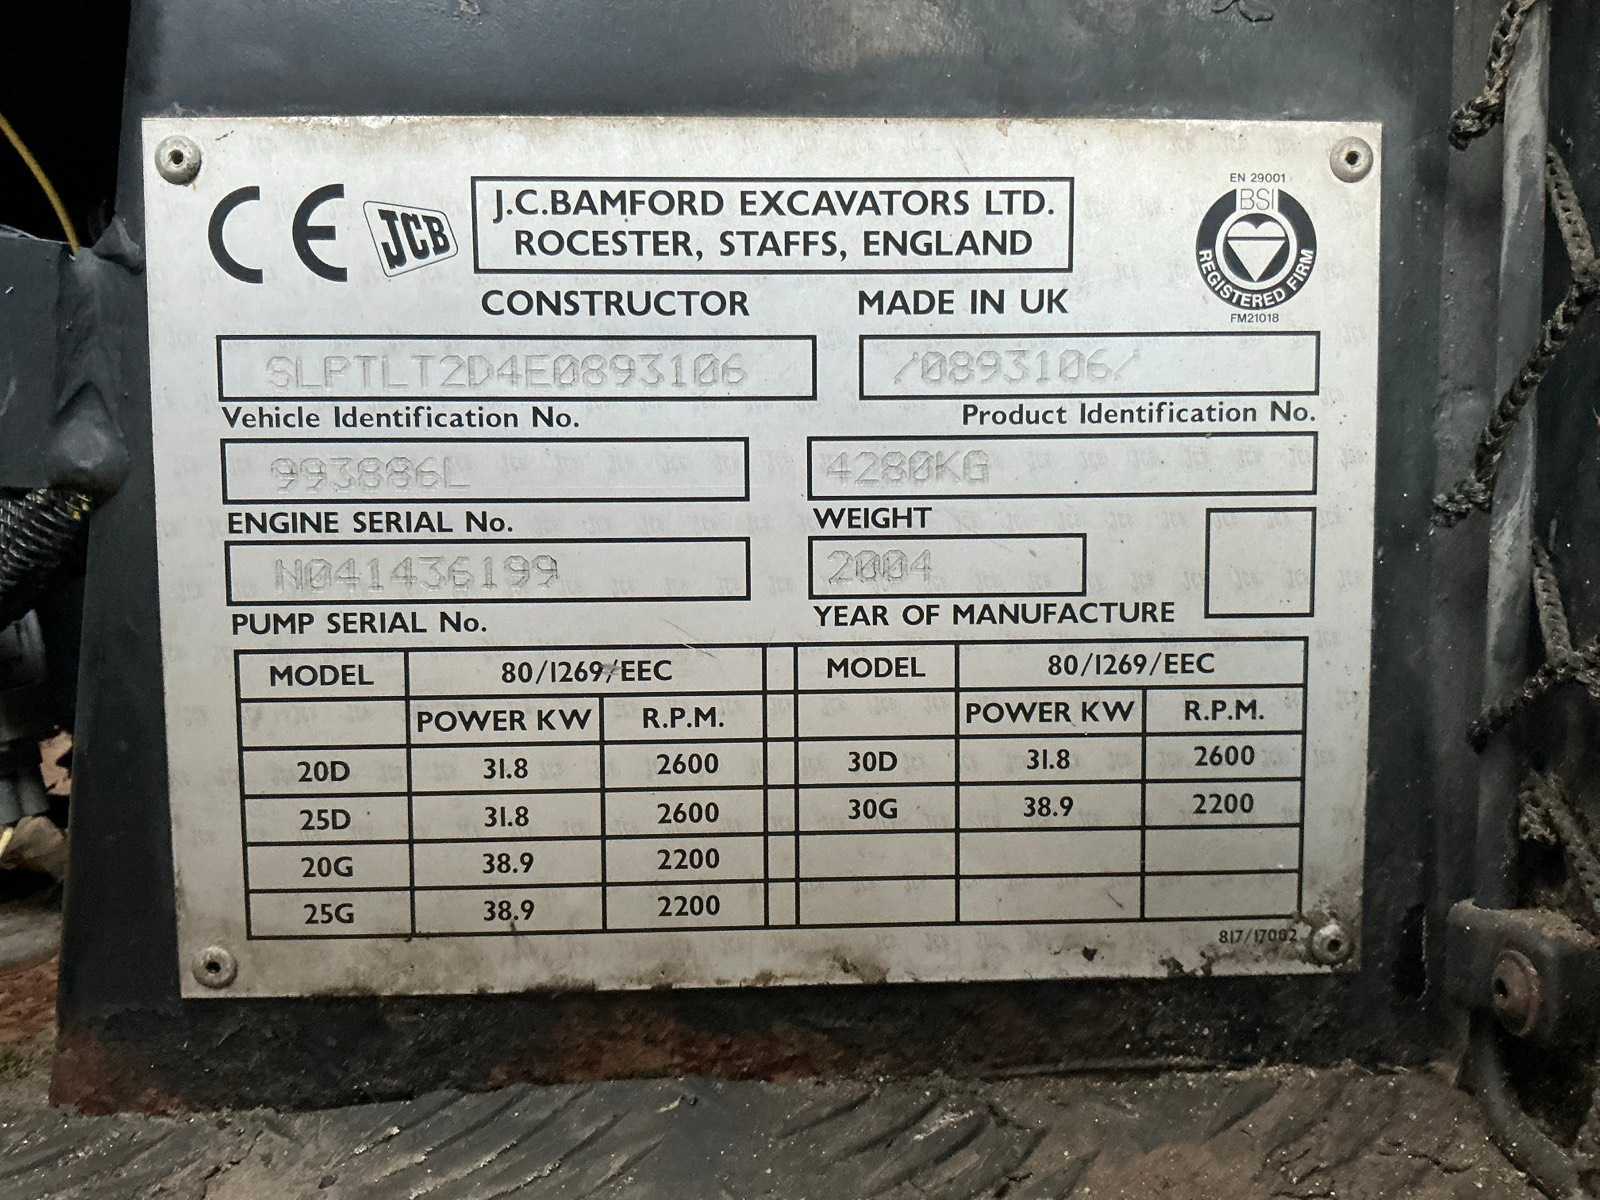 CE JCB J.C.BAMFORD EXCAVATORS LTD.
ROCESTER, STAFFS, ENGLAND
EN 29001
BSI
REGISTERED FIRM
FM21018
CONSTRUCTOR MADE IN UK
SLPTLT2D4E0893106 /0893106/
Vehicle Identification No. Product Identification No.
993886L 4280KG
ENGINE SERIAL No. WEIGHT
N041436199 2004
PUMP SERIAL No. YEAR OF MANUFACTURE
MODEL 80/1269/EEC MODEL 80/1269/EEC
POWER KW R.P.M. POWER KW R.P.M.
20D 31.8 2600 30D 31.8 2600
25D 31.8 2600 30G 38.9 2200
20G 38.9 2200
25G 38.9 2200
817/17002